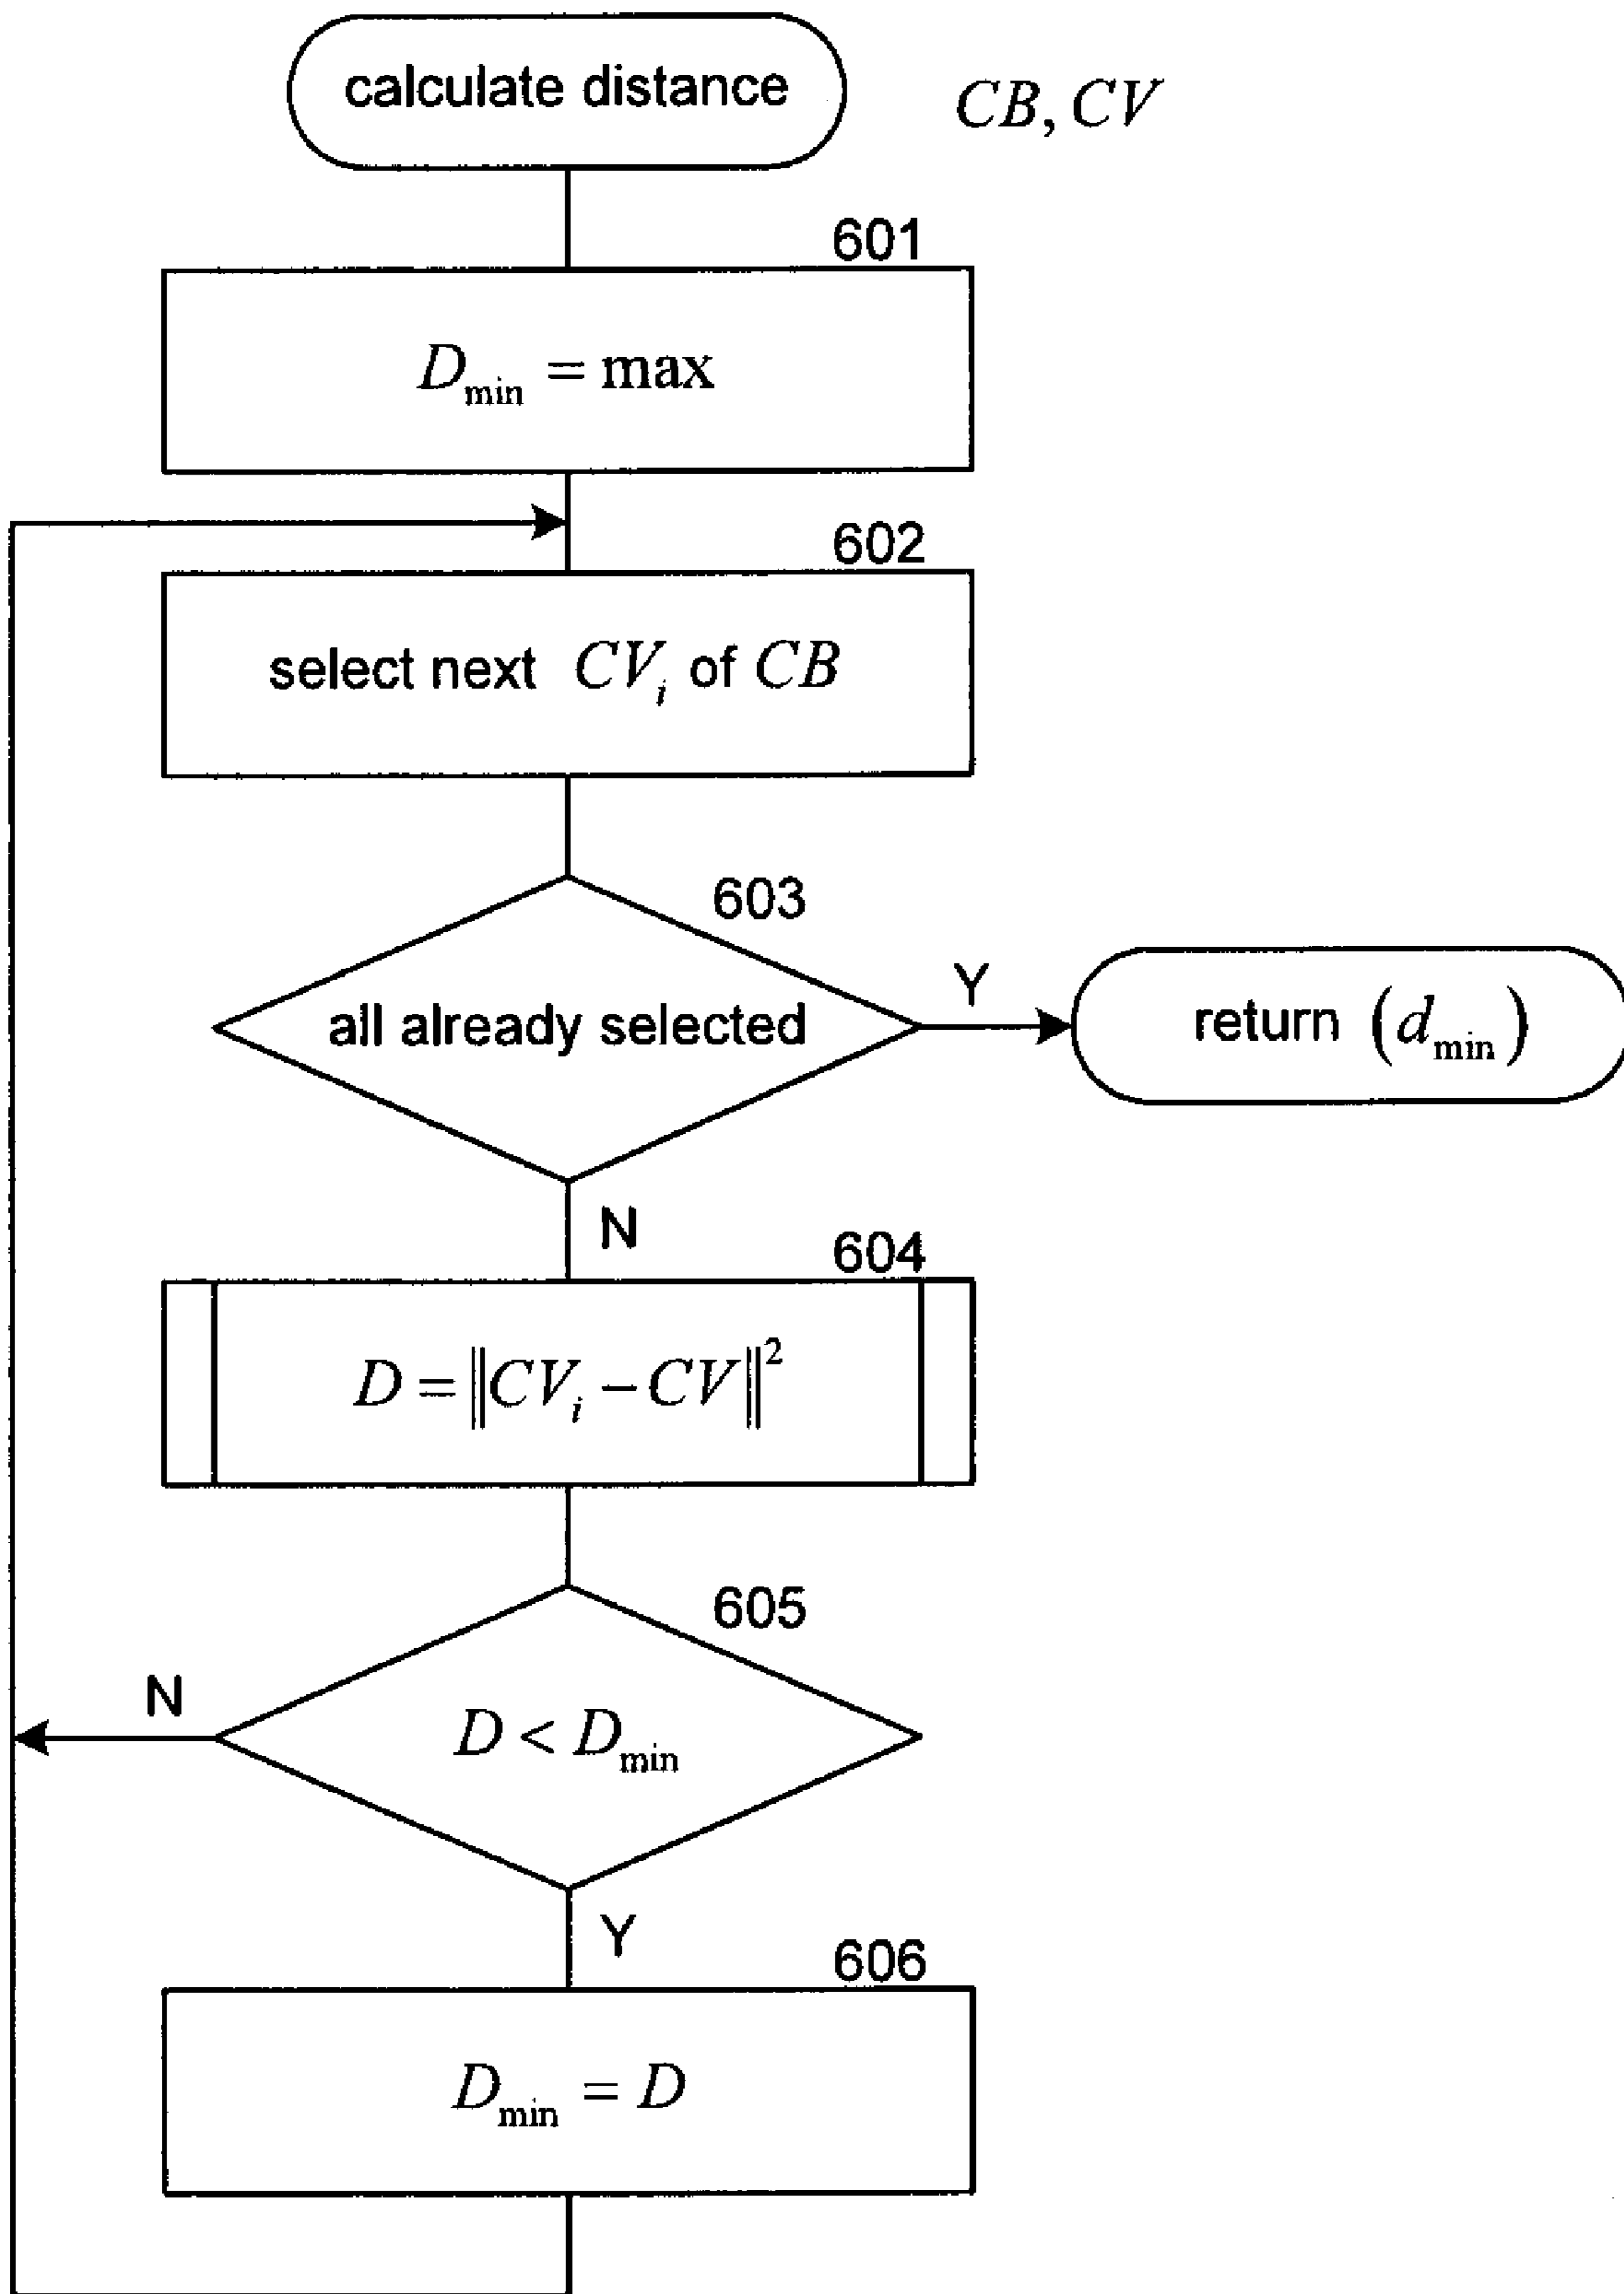 calculate distance
CB, CV
601
D_min = max
602
select next CV_i of CB
603
all already selected
Y
return (d_min)
N
604
D = ||CV_i − CV||²
605
N
D < D_min
Y
606
D_min = D